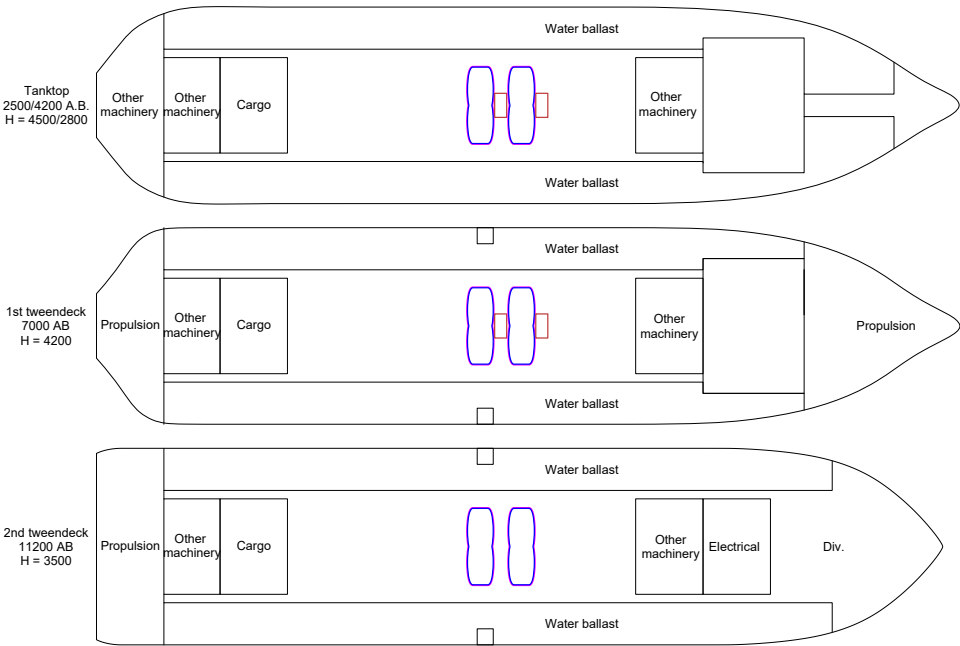 Water ballast
Tanktop
2500/4200 A.B.
H = 4500/2800
Other
machinery
Other
machinery
Cargo
Other
machinery
Water ballast
Water ballast
1st tweendeck
7000 AB
H = 4200
Propulsion
Other
machinery
Cargo
Other
machinery
Propulsion
Water ballast
Water ballast
2nd tweendeck
11200 AB
H = 3500
Propulsion
Other
machinery
Cargo
Other
machinery
Electrical
Div.
Water ballast